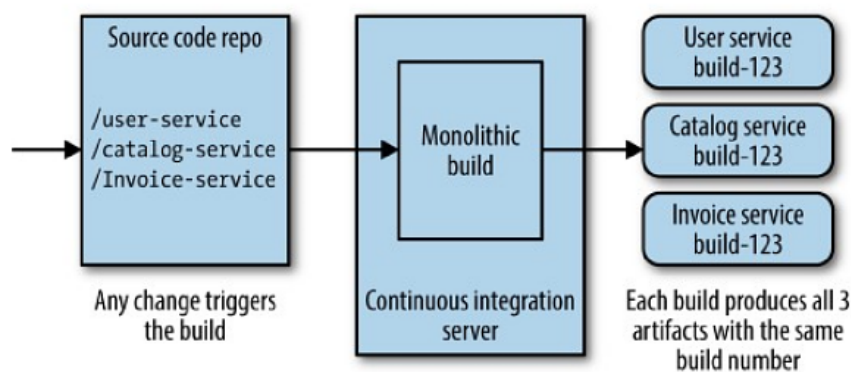 Source code repo
/user-service
/catalog-service
/Invoice-service
Any change triggers
the build
Monolithic
build
Continuous integration
server
User service
build-123
Catalog service
build-123
Invoice service
build-123
Each build produces all 3
artifacts with the same
build number